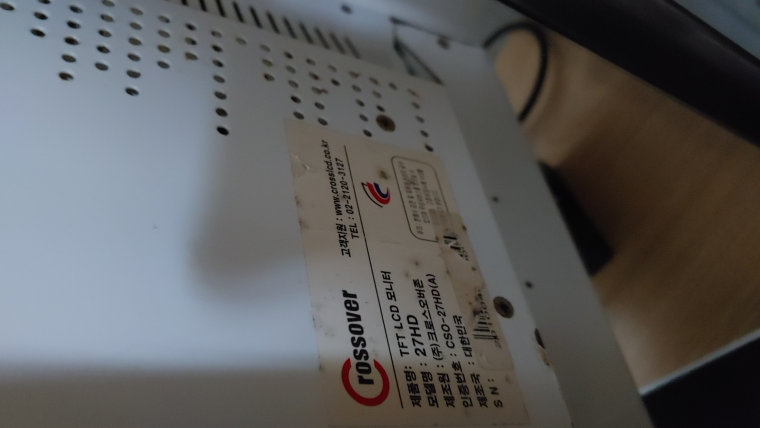 Crossover
고객지원 : www.crosslcd.co.kr
TEL : 02-2120-3127
제품명: TFT LCD 모니터
모델명 : 27HD
제조원 : (주)크로스오버존
인증번호 : CSO-27HD(A)
제조국 : 대한민국
S N :